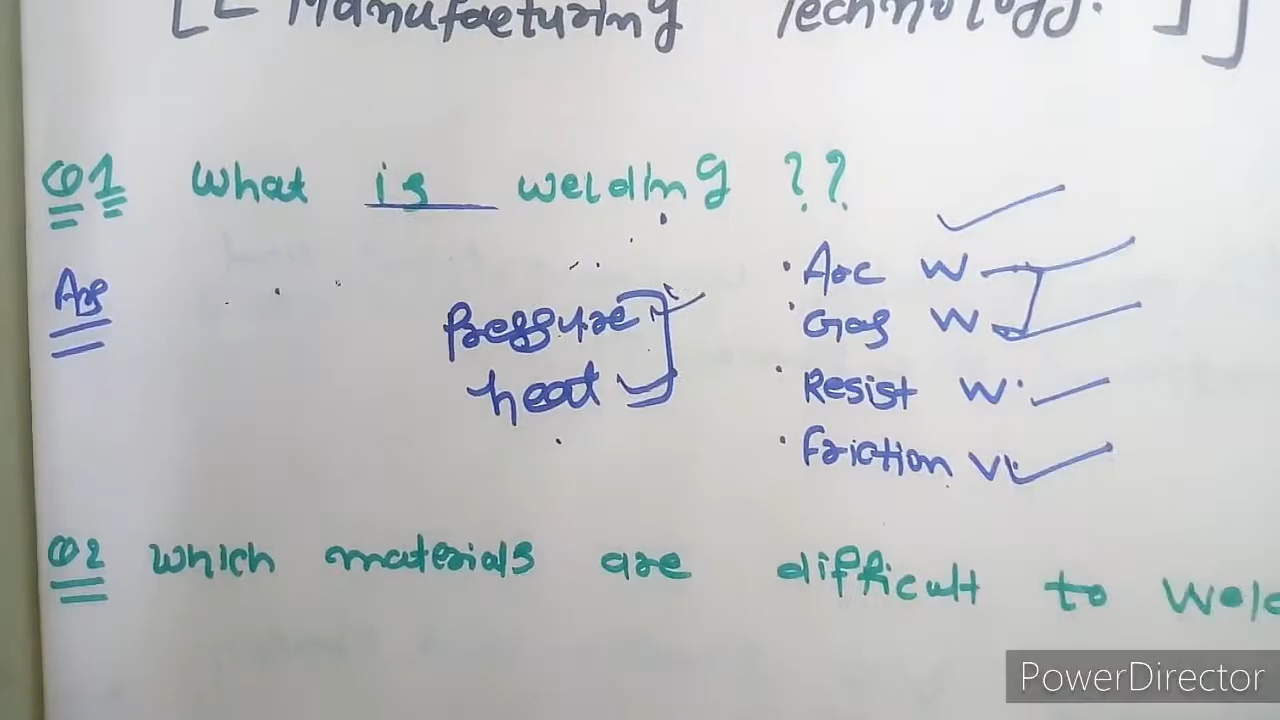 [[ Manufacturing Technology. ]]
Q1 What is welding ??
Ans
Pressure
heat
· Arc W
· Gas W
· Resist W.
· Friction W
Q2 which materials are difficult to Weld
PowerDirector